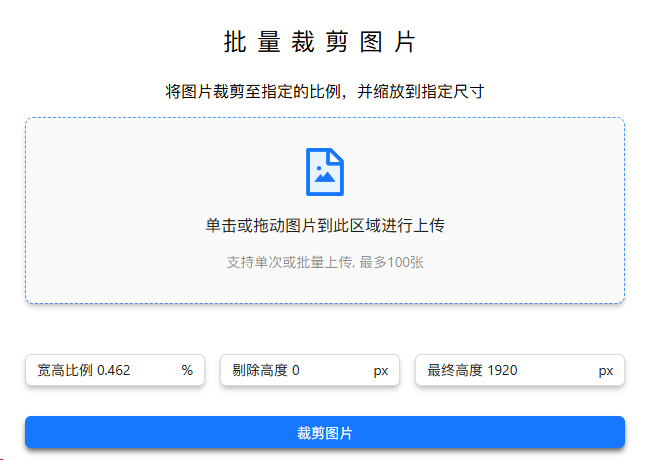 批量裁剪图片
将图片裁剪至指定的比例，并缩放到指定尺寸
单击或拖动图片到此区域进行上传
支持单次或批量上传, 最多100张
宽高比例 0.462 % 剔除高度 0 px 最终高度 1920 px
裁剪图片